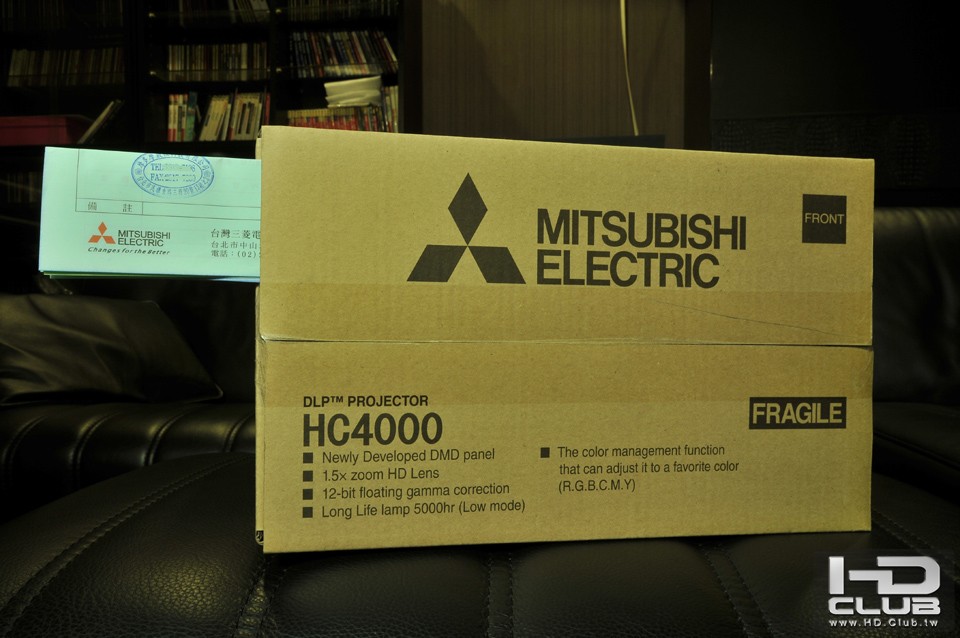 備 註
MITSUBISHI
ELECTRIC
Changes for the Better
台灣三菱電
台北市中山
電話：(02)
MITSUBISHI
ELECTRIC
FRONT
DLP™ PROJECTOR
HC4000
FRAGILE
■ Newly Developed DMD panel
■ 1.5× zoom HD Lens
■ 12-bit floating gamma correction
■ Long Life lamp 5000hr (Low mode)
■ The color management function
that can adjust it to a favorite color
(R.G.B.C.M.Y)
HD
CLUB
www.HD.Club.tw